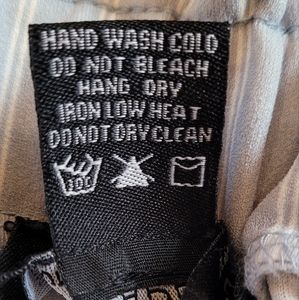 HAND WASH COLD
DO NOT BLEACH
HANG DRY
IRON LOW HEAT
DO NOT DRY CLEAN